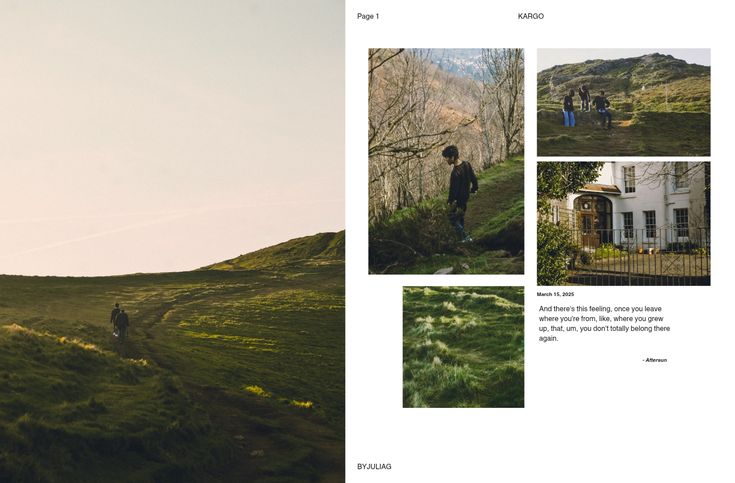 Page 1
KARGO
March 15, 2025
And there's this feeling, once you leave
where you're from, like, where you grew
up, that, um, you don't totally belong there
again.
- Aftersun
BYJULIAG